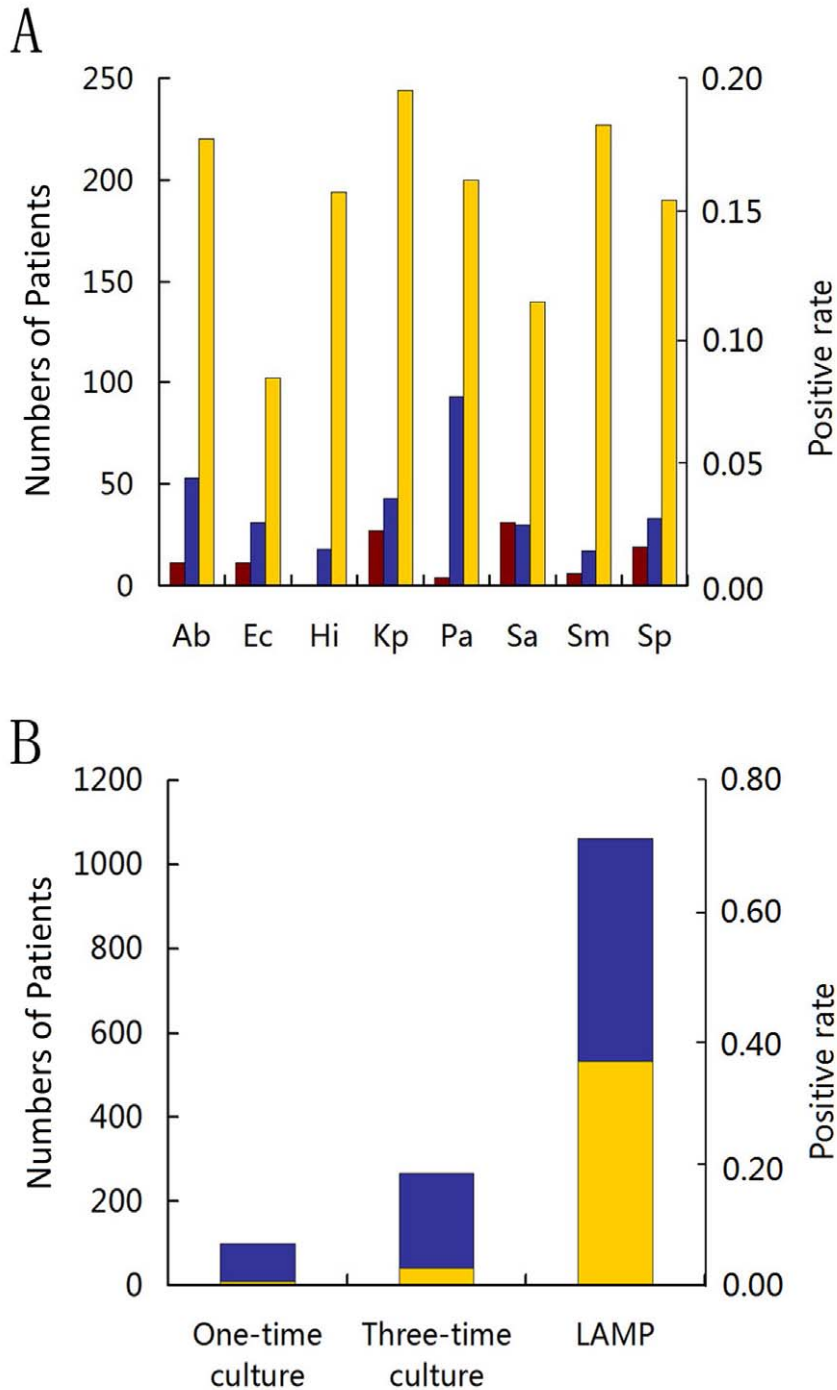 A
250
200
150
100
50
0
Numbers of Patients
0.20
0.15
0.10
0.05
0.00
Positive rate
Ab Ec Hi Kp Pa Sa Sm Sp
B
1200
1000
800
600
400
200
0
Numbers of Patients
0.80
0.60
0.40
0.20
0.00
Positive rate
One-time
culture
Three-time
culture
LAMP